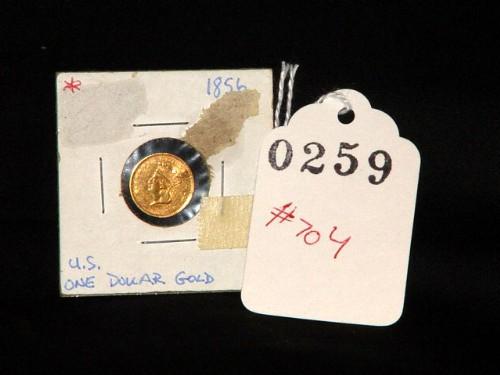 * 1856
U.S.
ONE DOLLAR GOLD
0259
#704